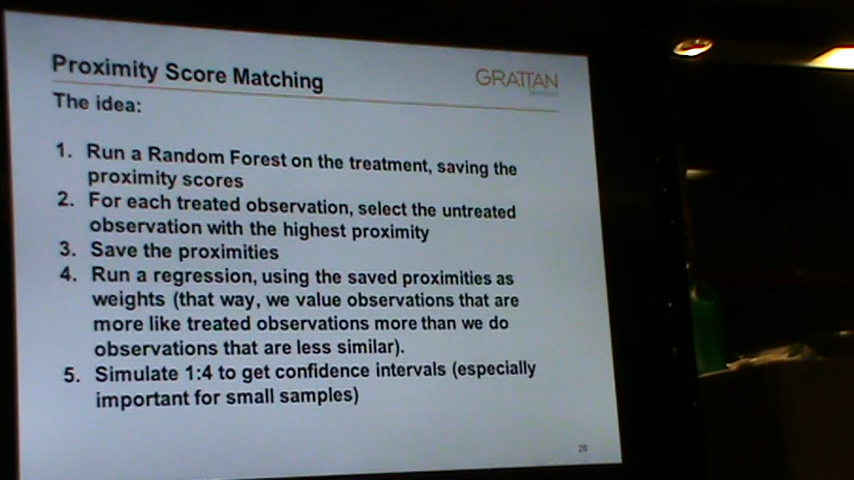 Proximity Score Matching
GRATTAN
The idea:
1. Run a Random Forest on the treatment, saving the
proximity scores
2. For each treated observation, select the untreated
observation with the highest proximity
3. Save the proximities
4. Run a regression, using the saved proximities as
weights (that way, we value observations that are
more like treated observations more than we do
observations that are less similar).
5. Simulate 1:4 to get confidence intervals (especially
important for small samples)